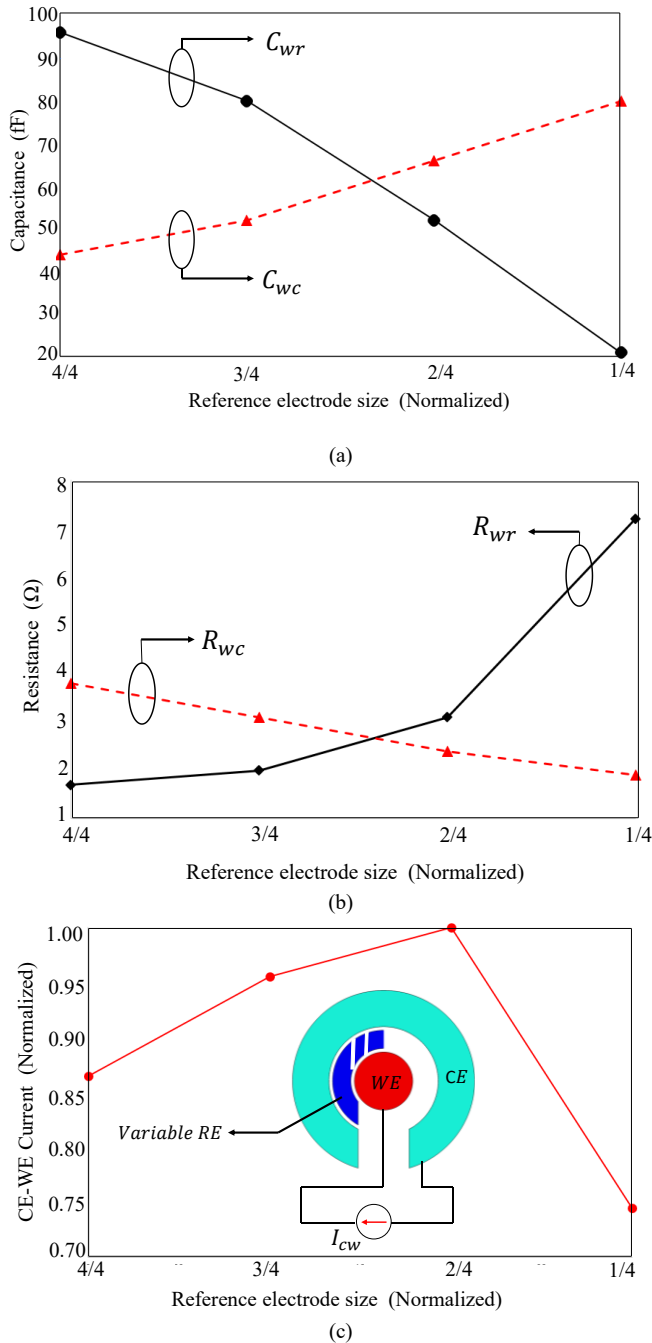 100
90
80
70
60
50
40
30
20
Capacitance (fF)
C_wr
C_wc
4/4 3/4 2/4 1/4
Reference electrode size (Normalized)
(a)
8
7
6
5
4
3
2
1
Resistance (Ω)
R_wr
R_wc
4/4 3/4 2/4 1/4
Reference electrode size (Normalized)
(b)
1.00
0.95
0.90
0.85
0.80
0.75
0.70
CE-WE Current (Normalized)
WE
CE
Variable RE
I_cw
4/4 3/4 2/4 1/4
Reference electrode size (Normalized)
(c)